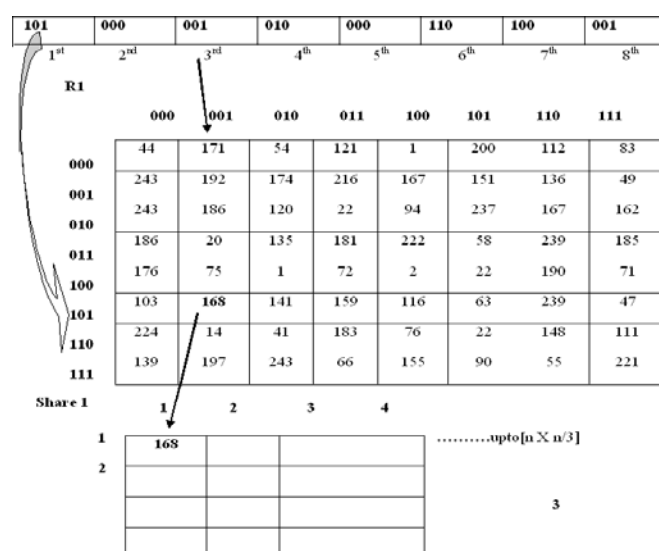 101 000 001 010 000 110 100 001
1st 2nd 3rd 4th 5th 6th 7th 8th
R1
000 001 010 011 100 101 110 111
44 171 54 121 1 200 112 83
000
243 192 174 216 167 151 136 49
001
243 186 120 22 94 237 167 162
010
186 20 135 181 222 58 239 185
011
176 75 1 72 2 22 190 71
100
103 168 141 159 116 63 239 47
101
224 14 41 183 76 22 148 111
110
139 197 243 66 155 90 55 221
111
Share 1 1 2 3 4
1 168 ..........upto[n X n/3]
2
3